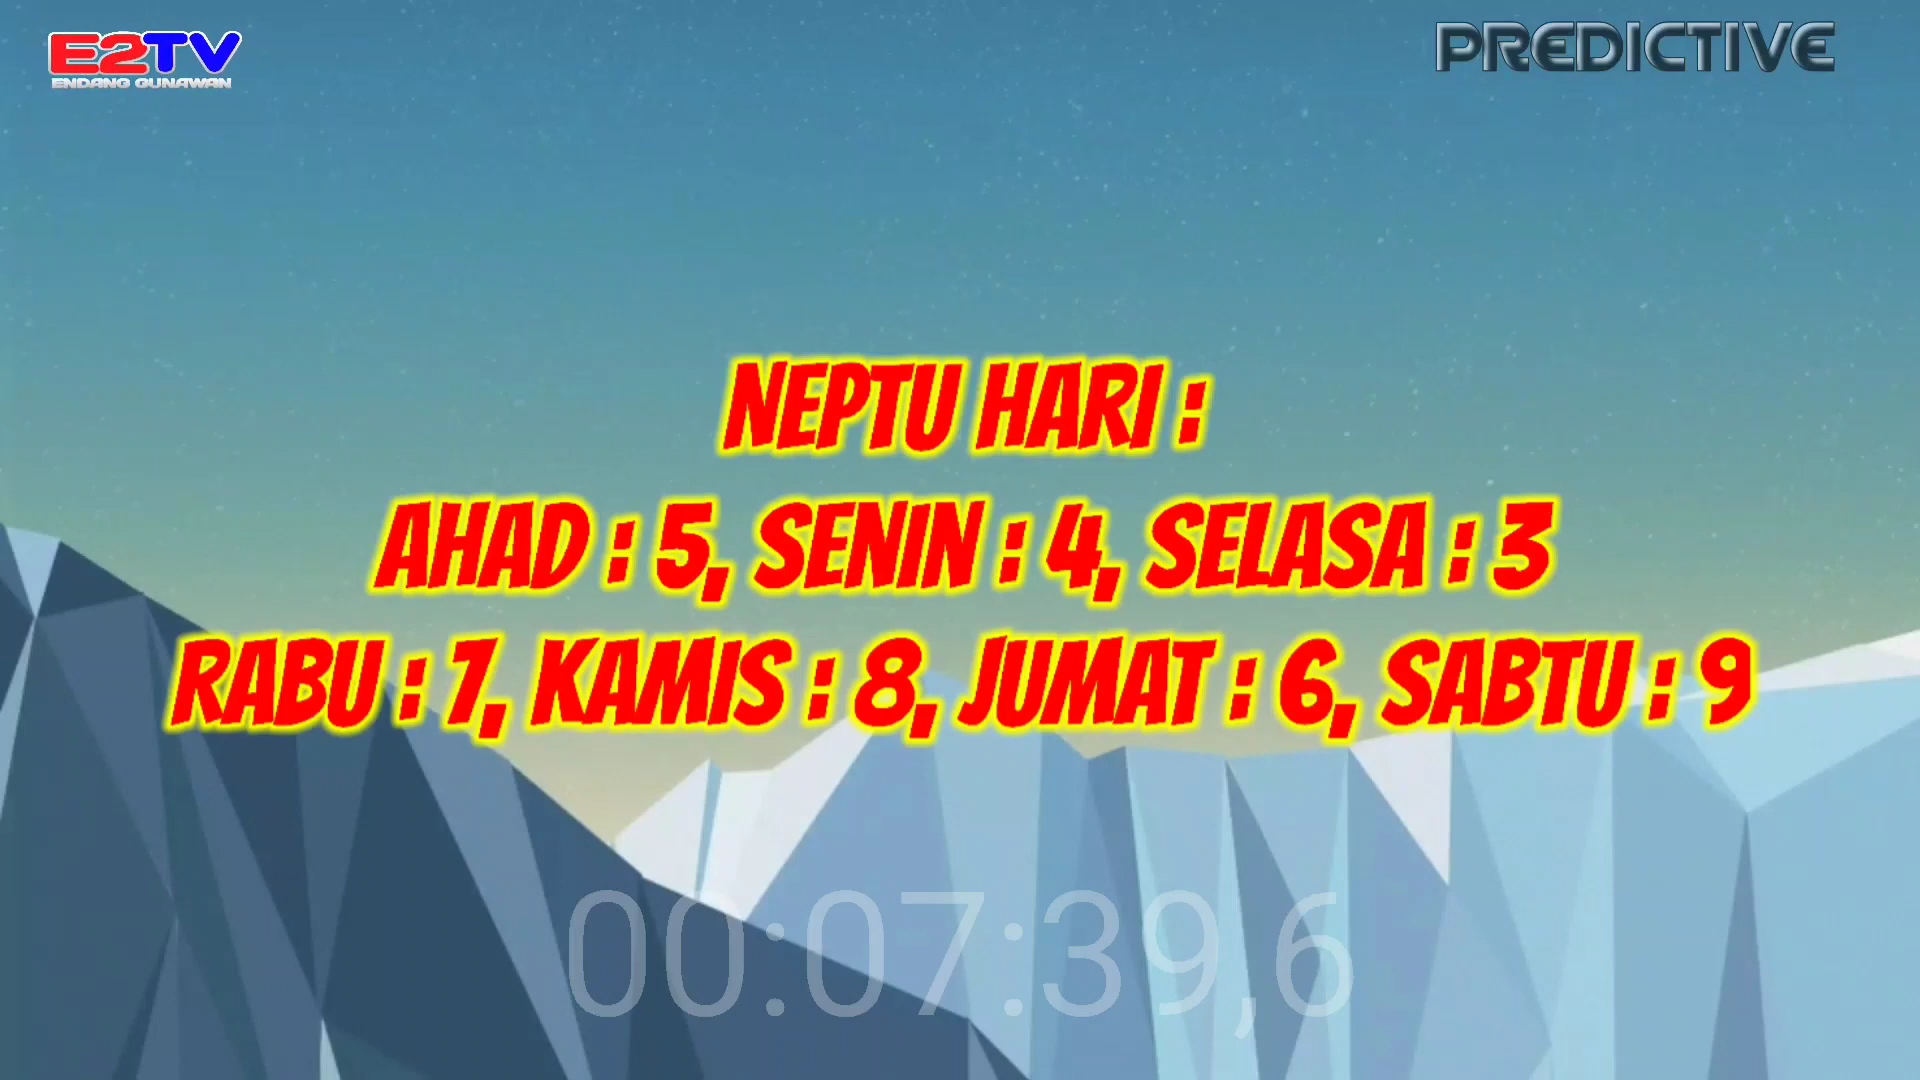 E2TV
ENDANG GUNAWAN
PREDICTIVE
NEPTU HARI :
AHAD : 5, SENIN : 4, SELASA : 3
RABU : 7, KAMIS : 8, JUMAT : 6, SABTU : 9
00:07:39,6